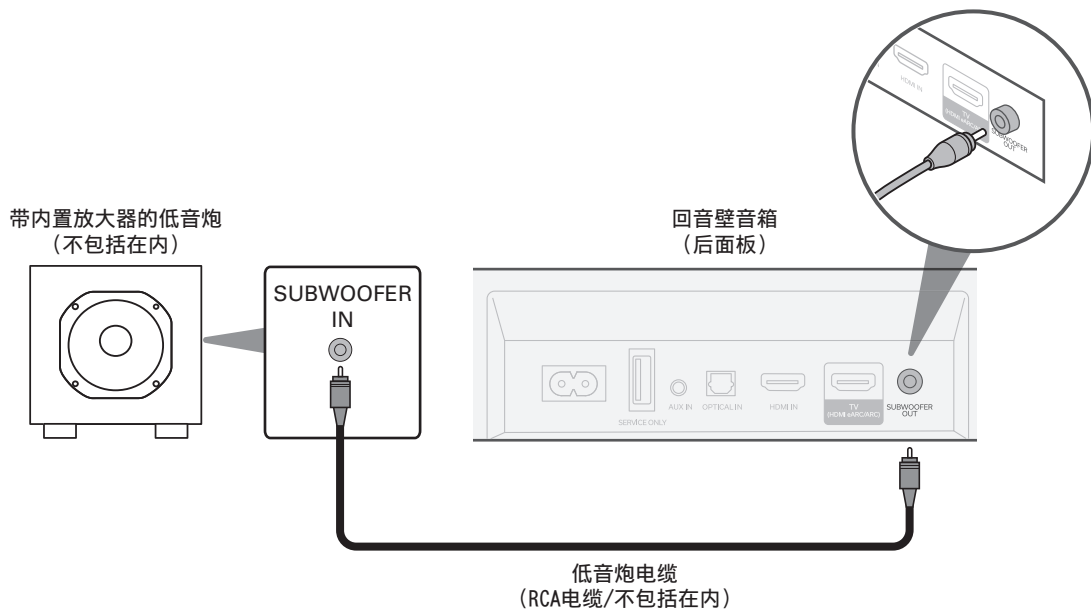 HDMI IN
TV
(HDMI eARC/
SUBWOOFER
OUT
带内置放大器的低音炮
（不包括在内）
回音壁音箱
（后面板）
SUBWOOFER
IN
SERVICE ONLY
AUX IN
OPTICAL IN
HDMI IN
TV
(HDMI eARC/ARC)
SUBWOOFER
OUT
低音炮电缆
（RCA电缆/不包括在内）